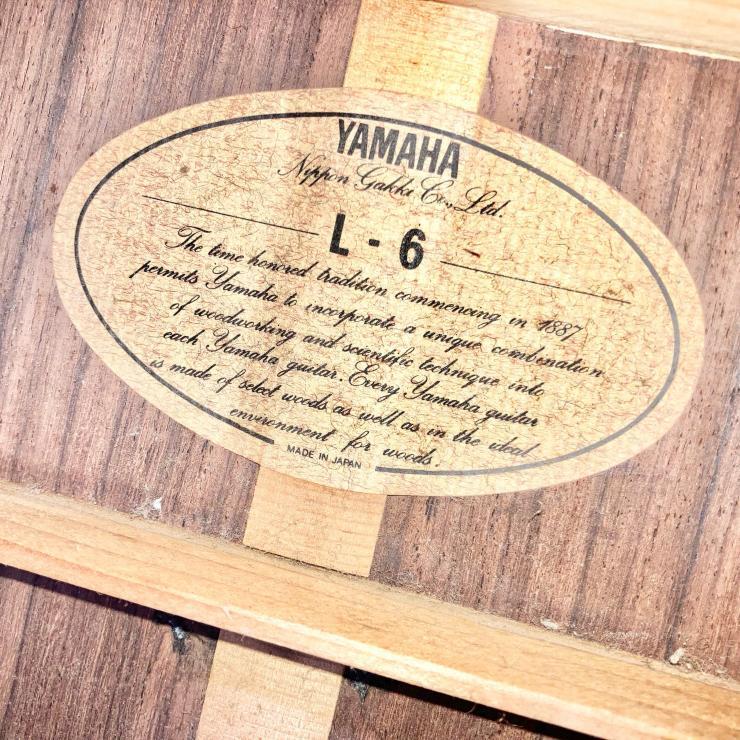 YAMAHA
Nippon Gakki Co., Ltd.
L - 6
The time honored tradition commencing in 1887
permits Yamaha to incorporate a unique combination
of woodworking and scientific technique into
each Yamaha guitar. Every Yamaha guitar
is made of select woods as well as in the ideal
environment for woods.
MADE IN JAPAN